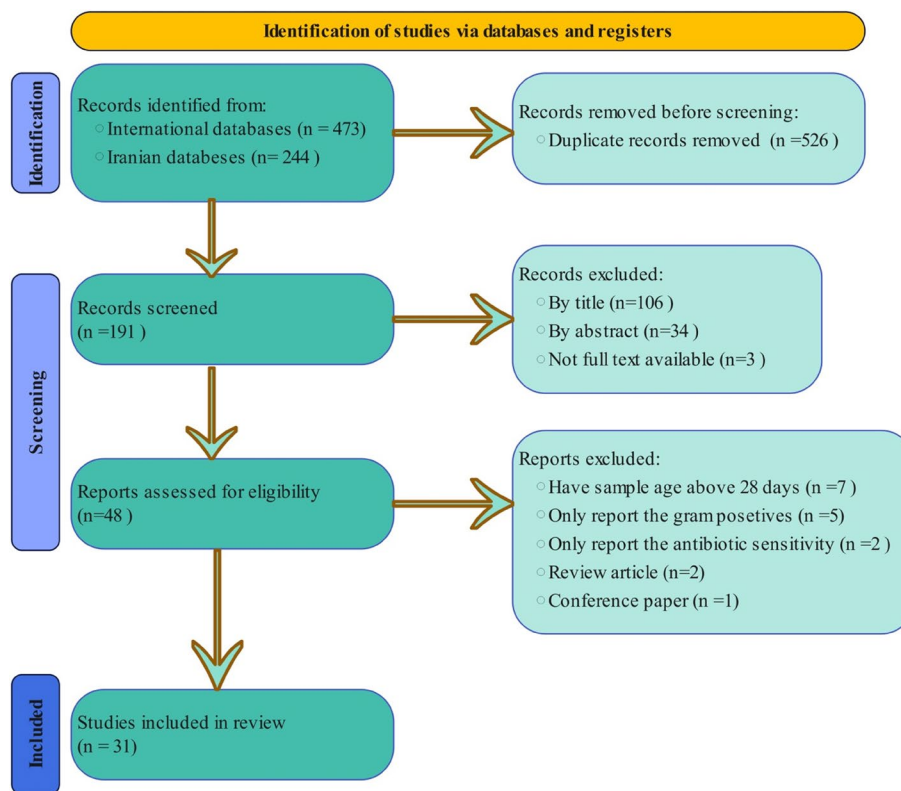 Identification of studies via databases and registers
Identification
Records identified from:
○ International databases (n = 473)
○ Iranian databeses (n= 244 )
Records removed before screening:
○ Duplicate records removed (n =526 )
Screening
Records screened
(n =191 )
Records excluded:
○ By title (n=106 )
○ By abstract (n=34 )
○ Not full text available (n=3 )
Reports assessed for eligibility
(n=48 )
Reports excluded:
○ Have sample age above 28 days (n =7 )
○ Only report the gram posetives (n =5)
○ Only report the antibiotic sensitivity (n =2 )
○ Review article (n=2)
○ Conference paper (n =1)
Included
Studies included in review
(n = 31)